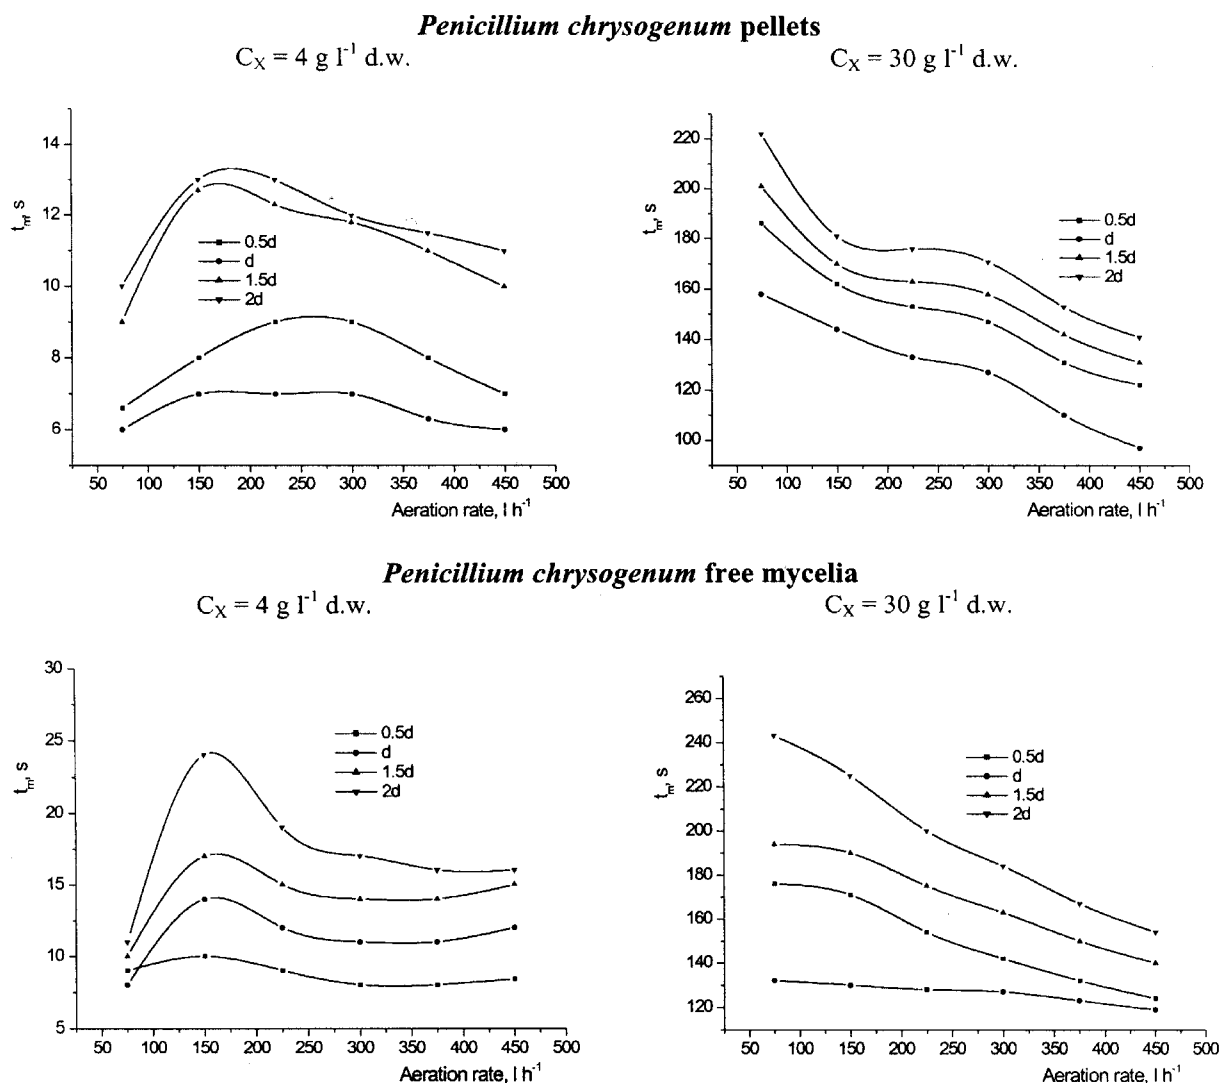 Penicillium chrysogenum pellets
C_X = 4 g l^-1 d.w.
C_X = 30 g l^-1 d.w.
t_m, s
14
12
10
8
6
0.5d
d
1.5d
2d
50 100 150 200 250 300 350 400 450 500
Aeration rate, l h^-1
t_m, s
220
200
180
160
140
120
100
0.5d
d
1.5d
2d
50 100 150 200 250 300 350 400 450 500
Aeration rate, l h^-1
Penicillium chrysogenum free mycelia
C_X = 4 g l^-1 d.w.
C_X = 30 g l^-1 d.w.
t_m, s
30
25
20
15
10
5
0.5d
d
1.5d
2d
50 100 150 200 250 300 350 400 450 500
Aeration rate, l h^-1
t_m, s
260
240
220
200
190
170
150
130
120
0.5d
d
1.5d
2d
50 100 150 200 250 300 350 400 450 500
Aeration rate, l h^-1